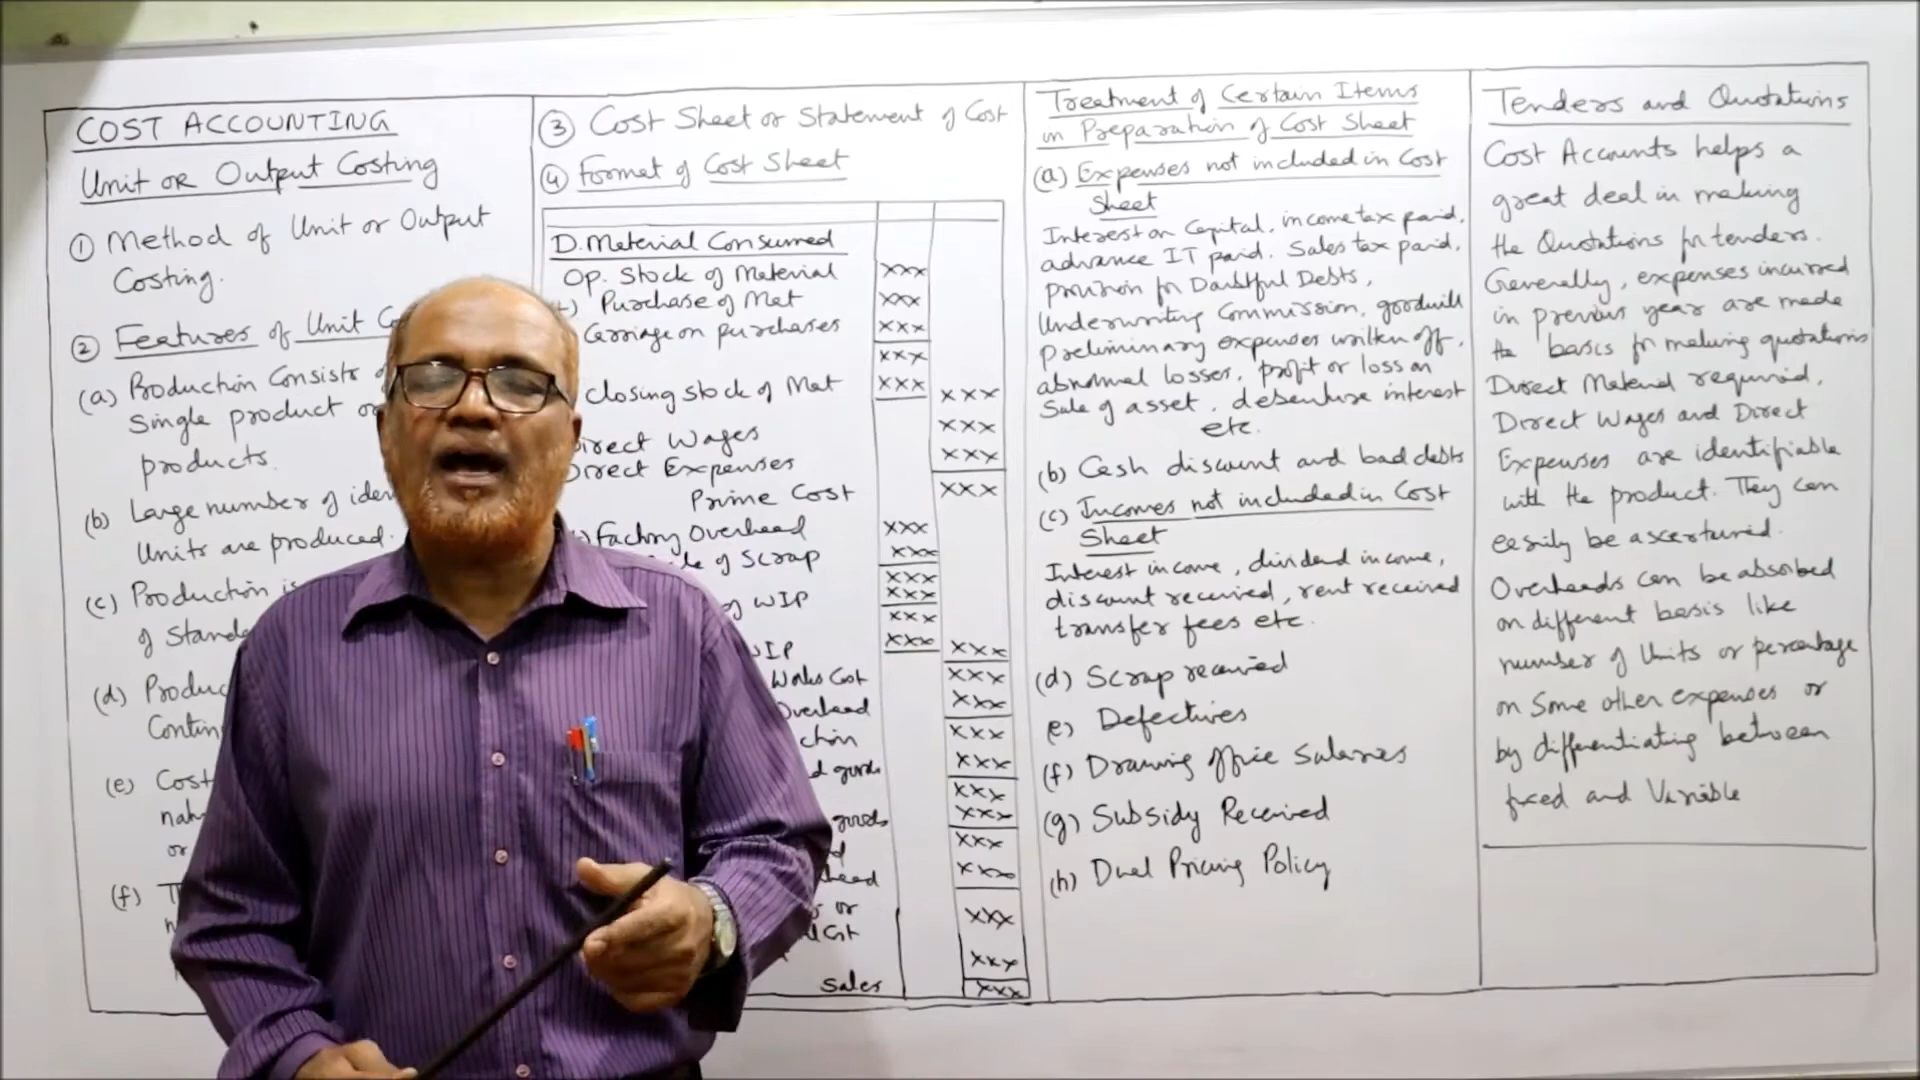 COST ACCOUNTING
Unit or Output Costing
① Method of Unit or Output
Costing.
② Features of Unit
(a) Production Consists
Single product or
products.
(b) Large number of
Units are produced.
(c) Production
of
(d)
(e) Cost
or
(f)
③ Cost Sheet or Statement of Cost
④ Format of Cost Sheet
D. Material Consumed
Op. Stock of Material xxx
Purchase of Mat xxx
Carriage on purchases xxx
xxx
Closing stock of Mat xxx xxx
Direct Wages xxx
Direct Expenses xxx
Prime Cost xxx
Factory Overhead xxx
of Scrap xxx
xxx
of WIP xxx
xxx
WIP xxx xxx
Works Cost xxx
Overhead xxx
xxx
goods xxx
xxx
goods xxx
xxx
xxx
or xxx
xxx
Sales xxx
Treatment of Certain Items
in Preparation of Cost Sheet
(a) Expenses not included in Cost
Sheet
Interest on Capital, income tax paid,
advance IT paid, Sales tax paid,
provision for Doubtful Debts,
Underwriting Commission, goodwill
preliminary expenses written off,
abnormal losses, profit or loss on
Sale of asset, debenture interest
etc.
(b) Cash discount and bad debts
(c) Incomes not included in Cost
Sheet
Interest income, dividend income,
discount received, rent received
transfer fees etc.
(d) Scrap received
(e) Defectives
(f) Drawing office Salaries
(g) Subsidy Received
(h) Dual Pricing Policy
Tenders and Quotations
Cost Accounts helps a
great deal in making
the Quotations for tenders.
Generally, expenses incurred
in previous year are made
the basis for making quotations
Direct Material required,
Direct Wages and Direct
Expenses are identifiable
with the product. They can
easily be ascertained.
Overheads can be absorbed
on different basis like
number of Units or percentage
on Some other expenses or
by differentiating between
fixed and Variable